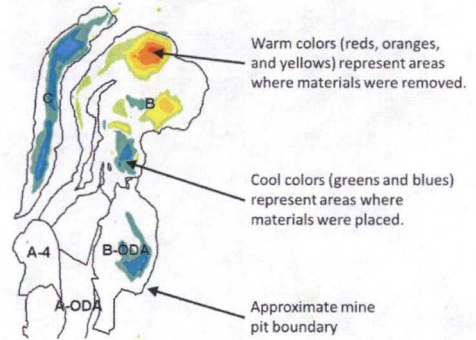 Warm colors (reds, oranges,
and yellows) represent areas
where materials were removed.
C
B
Cool colors (greens and blues)
represent areas where
materials were placed.
A-4
B-ODA
A-ODA
Approximate mine
pit boundary